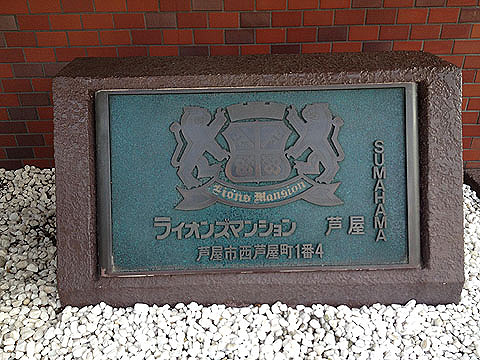 Lions Mansion
ライオンズマンション 芦屋
SUMAHAMA
芦屋市西芦屋町1番4